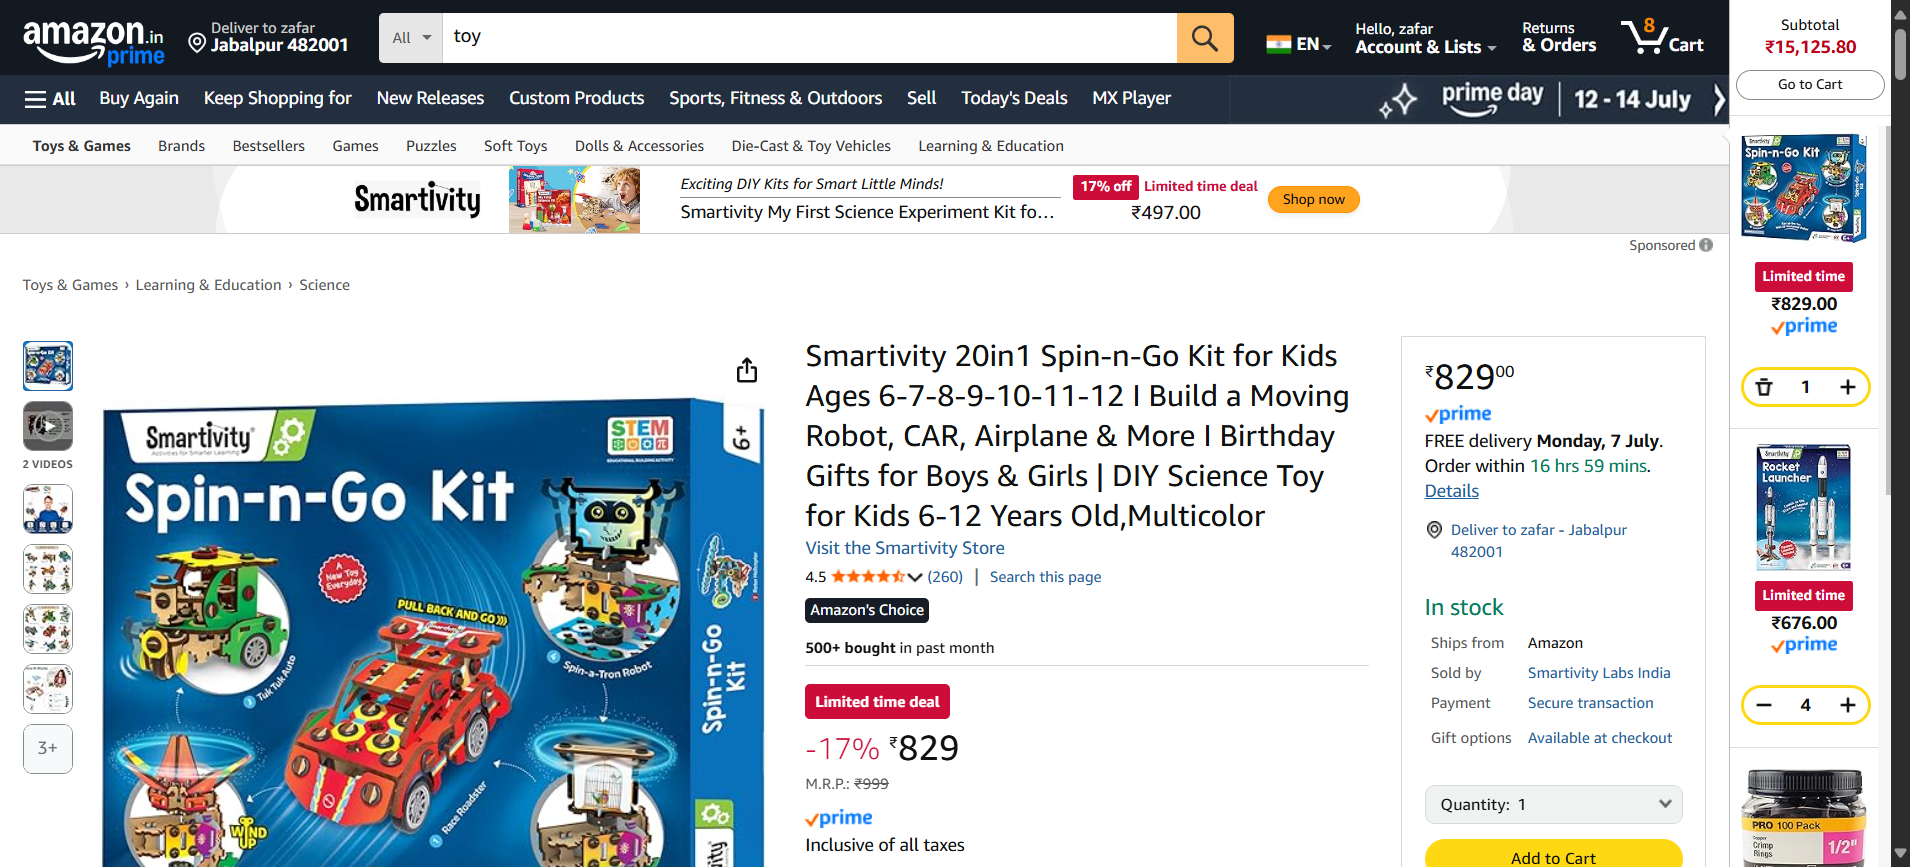 amazon.in
prime
Deliver to zafar
Jabalpur 482001
All
toy
EN
Hello, zafar
Account & Lists
Returns
& Orders
8
Cart
Subtotal
₹15,125.80
Go to Cart
All
Buy Again
Keep Shopping for
New Releases
Custom Products
Sports, Fitness & Outdoors
Sell
Today's Deals
MX Player
prime day
12 - 14 July
Toys & Games
Brands
Bestsellers
Games
Puzzles
Soft Toys
Dolls & Accessories
Die-Cast & Toy Vehicles
Learning & Education
Smartivity
Exciting DIY Kits for Smart Little Minds!
Smartivity My First Science Experiment Kit fo…
17% off
Limited time deal
₹497.00
Shop now
Sponsored
Toys & Games › Learning & Education › Science
2 VIDEOS
3+
Smartivity
Activities for Smarter Learning
STEM
EDUCATIONAL BUILDING ACTIVITY
6+
Spin-n-Go Kit
A New Toy Everyday
PULL BACK AND GO
3 Tuk Tuk Auto
Spin-a-Tron Robot
1 Race Roadster
WIND UP
Spin-n-Go Kit
Smartivity 20in1 Spin-n-Go Kit for Kids
Ages 6-7-8-9-10-11-12 I Build a Moving
Robot, CAR, Airplane & More I Birthday
Gifts for Boys & Girls | DIY Science Toy
for Kids 6-12 Years Old,Multicolor
Visit the Smartivity Store
4.5
(260)
Search this page
Amazon's Choice
500+ bought in past month
Limited time deal
-17% ₹829
M.R.P.: ₹999
prime
Inclusive of all taxes
₹829 00
prime
FREE delivery Monday, 7 July.
Order within 16 hrs 59 mins.
Details
Deliver to zafar - Jabalpur
482001
In stock
Ships from Amazon
Sold by Smartivity Labs India
Payment Secure transaction
Gift options Available at checkout
Quantity: 1
Add to Cart
Smartivity
Spin-n-Go Kit
Limited time
₹829.00
prime
1
Smartivity
Rocket
Launcher
Limited time
₹676.00
prime
4
PRO 100 Pack
Copper
Crimp
Rings
1/2"